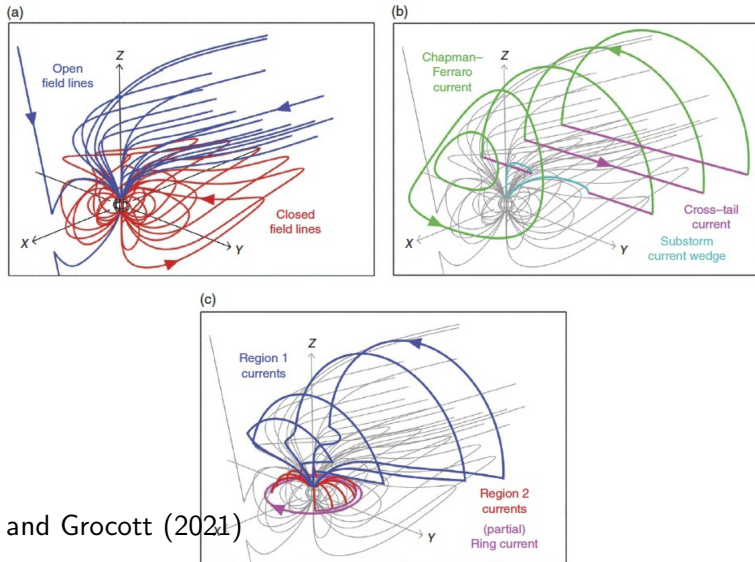 (a)
Z
Open
field lines
Closed
field lines
X
Y
(b)
Z
Chapman–
Ferraro
current
Cross–tail
current
Substorm
current wedge
X
Y
(c)
Z
Region 1
currents
Region 2
currents
(partial)
Ring current
X
Y
and Grocott (2021)